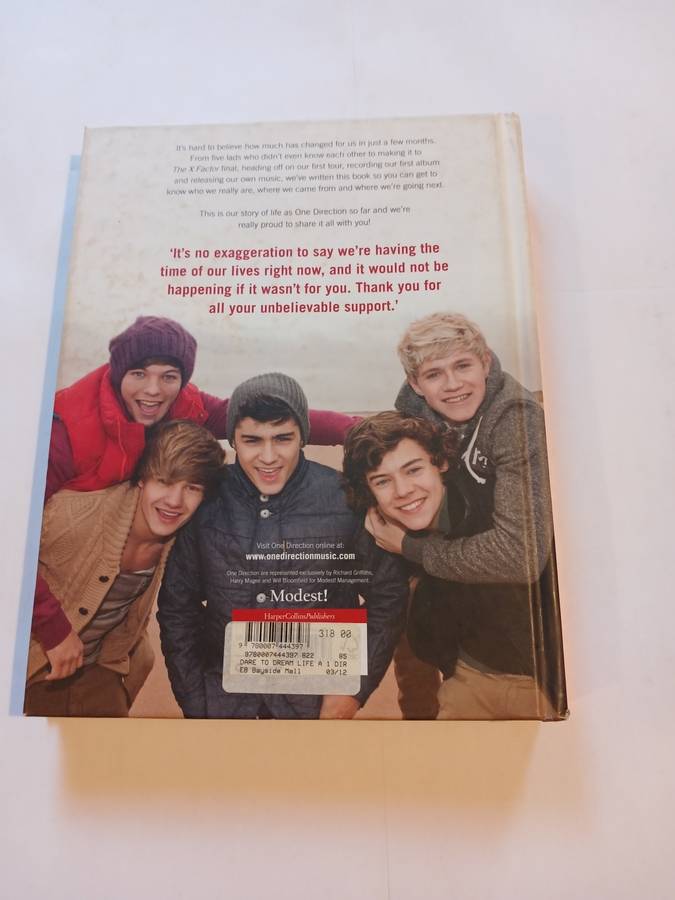 It's hard to believe how much has changed for us in just a few months.
From five lads who didn't even know each other to making it to
The X Factor final, heading off on our first tour, recording our first album
and releasing our own music, we've written this book so you can get to
know who we really are, where we came from and where we're going next.
This is our story of life as One Direction so far and we're
really proud to share it all with you!
'It's no exaggeration to say we're having the
time of our lives right now, and it would not be
happening if it wasn't for you. Thank you for
all your unbelievable support.'
Visit One Direction online at:
www.onedirectionmusic.com
One Direction are represented exclusively by Richard Griffiths,
Harry Magee and Will Bloomfield for Modest! Management.
Modest!
HarperCollinsPublishers
318 00
9 780007 444397
9780007444397 822 85
DARE TO DREAM LIFE A 1 DIR
E8 Bayside Mall 03/12